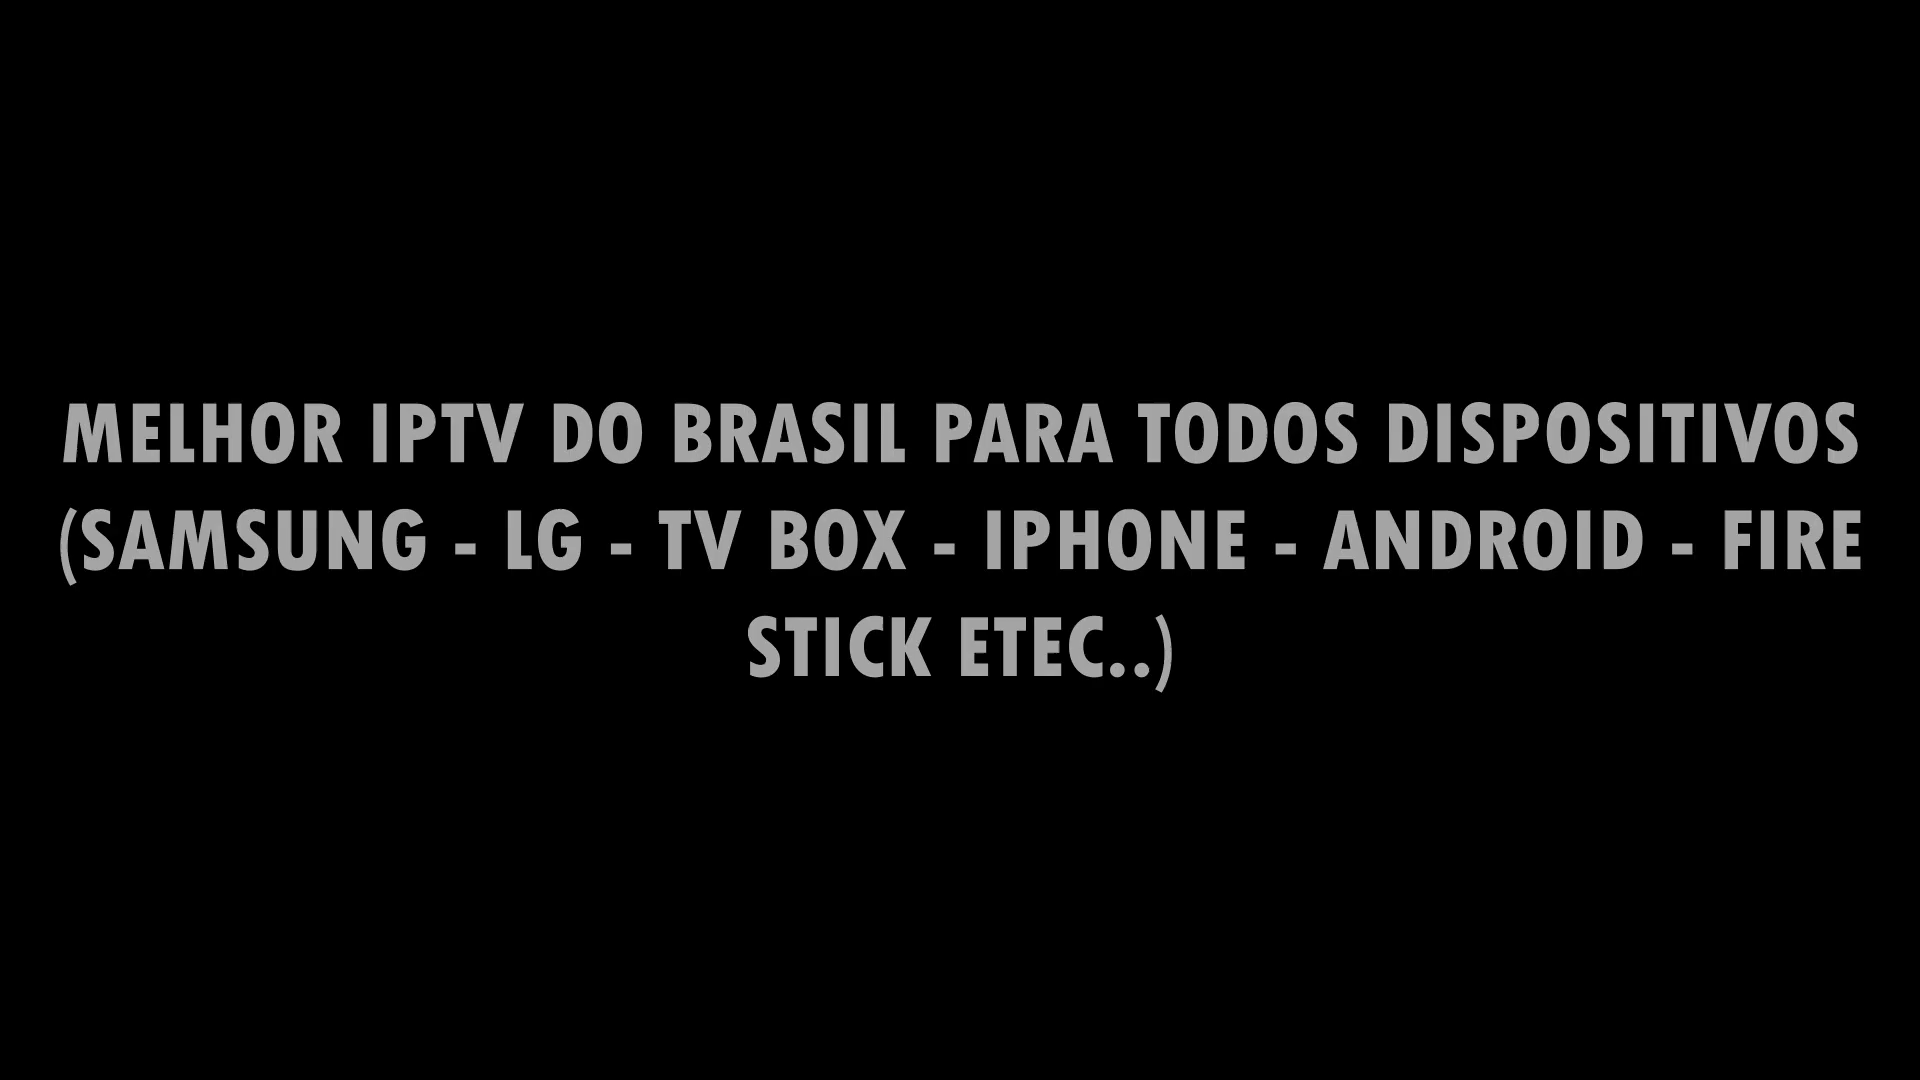 MELHOR IPTV DO BRASIL PARA TODOS DISPOSITIVOS
(SAMSUNG - LG - TV BOX - IPHONE - ANDROID - FIRE
STICK ETEC..)